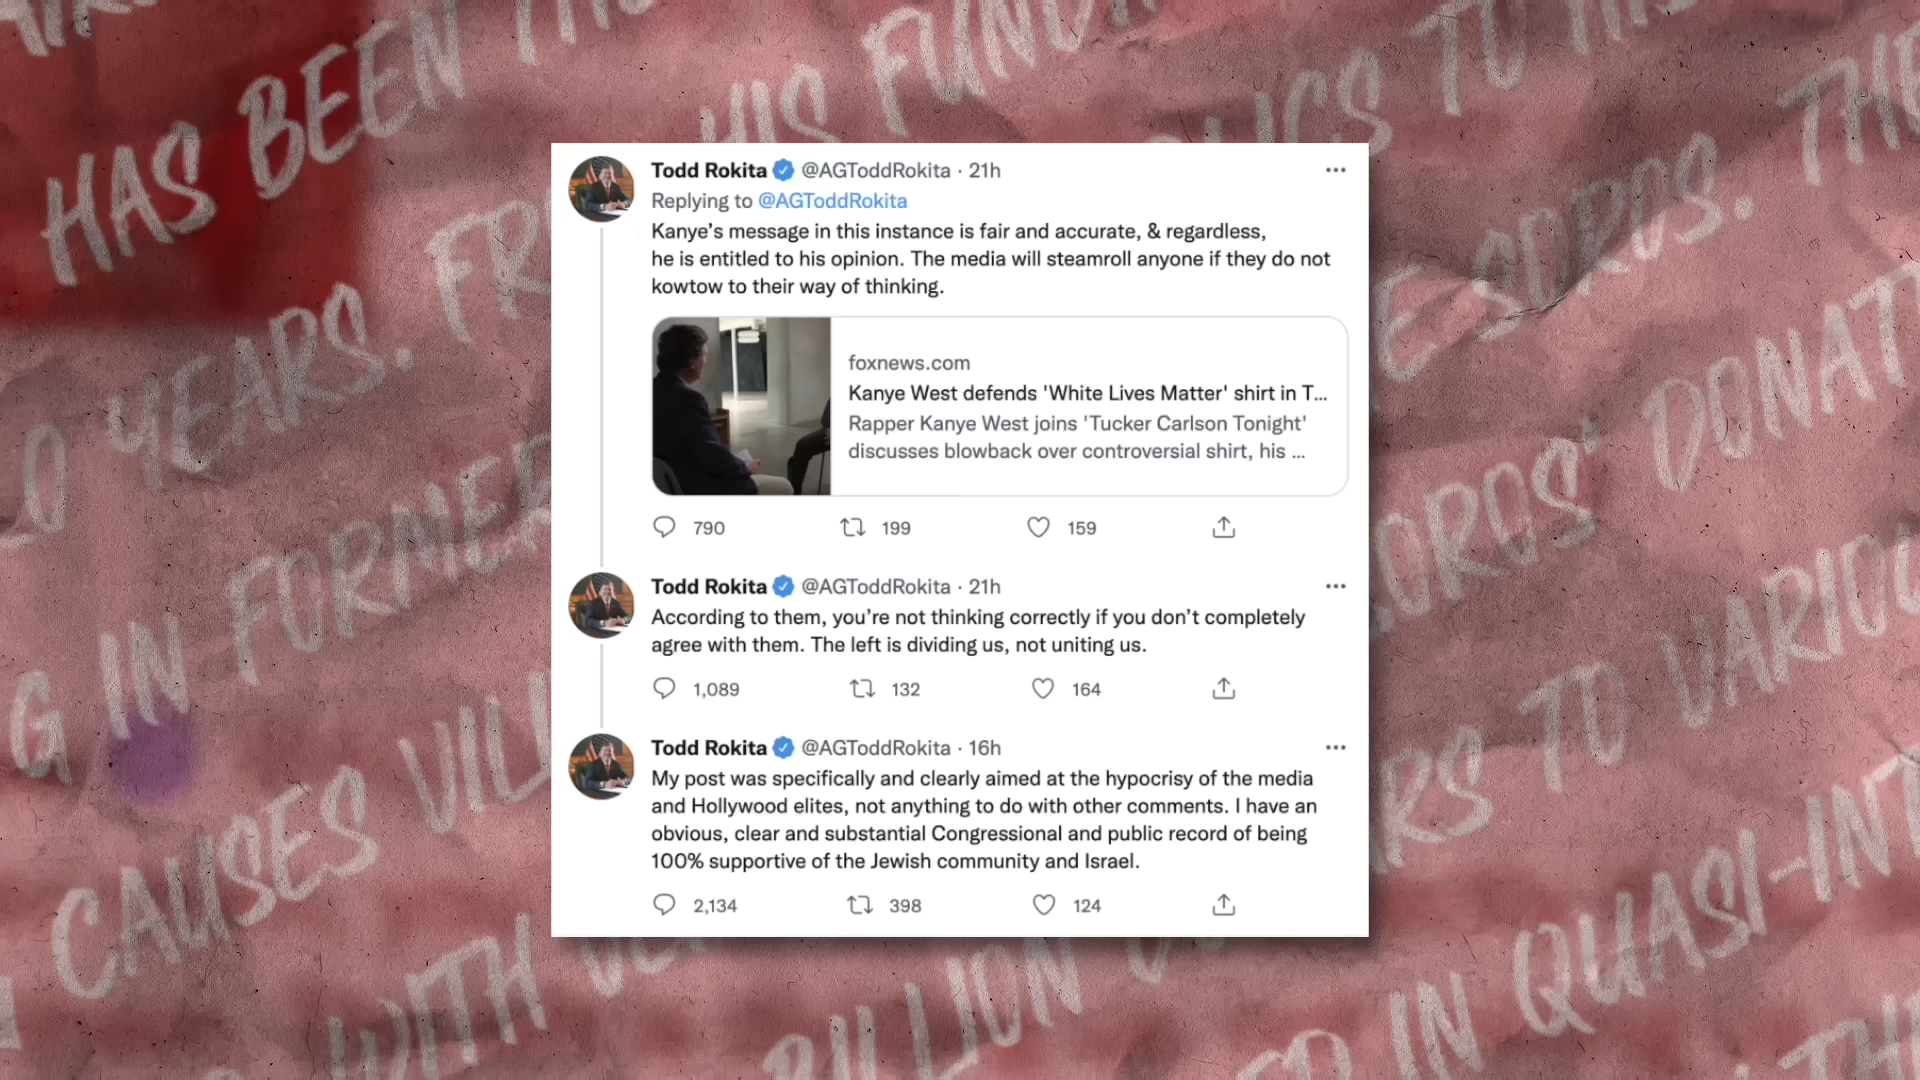 HAS BEEN
HIS FUND
YEARS.
IN FORMER
CAUSES
WITH
BILLION
TO VARIOUS
IN QUASI-INT
Todd Rokita @AGToddRokita · 21h
Replying to @AGToddRokita
Kanye’s message in this instance is fair and accurate, & regardless,
he is entitled to his opinion. The media will steamroll anyone if they do not
kowtow to their way of thinking.
foxnews.com
Kanye West defends 'White Lives Matter' shirt in T...
Rapper Kanye West joins 'Tucker Carlson Tonight'
discusses blowback over controversial shirt, his ...
790 199 159
Todd Rokita @AGToddRokita · 21h
According to them, you’re not thinking correctly if you don’t completely
agree with them. The left is dividing us, not uniting us.
1,089 132 164
Todd Rokita @AGToddRokita · 16h
My post was specifically and clearly aimed at the hypocrisy of the media
and Hollywood elites, not anything to do with other comments. I have an
obvious, clear and substantial Congressional and public record of being
100% supportive of the Jewish community and Israel.
2,134 398 124